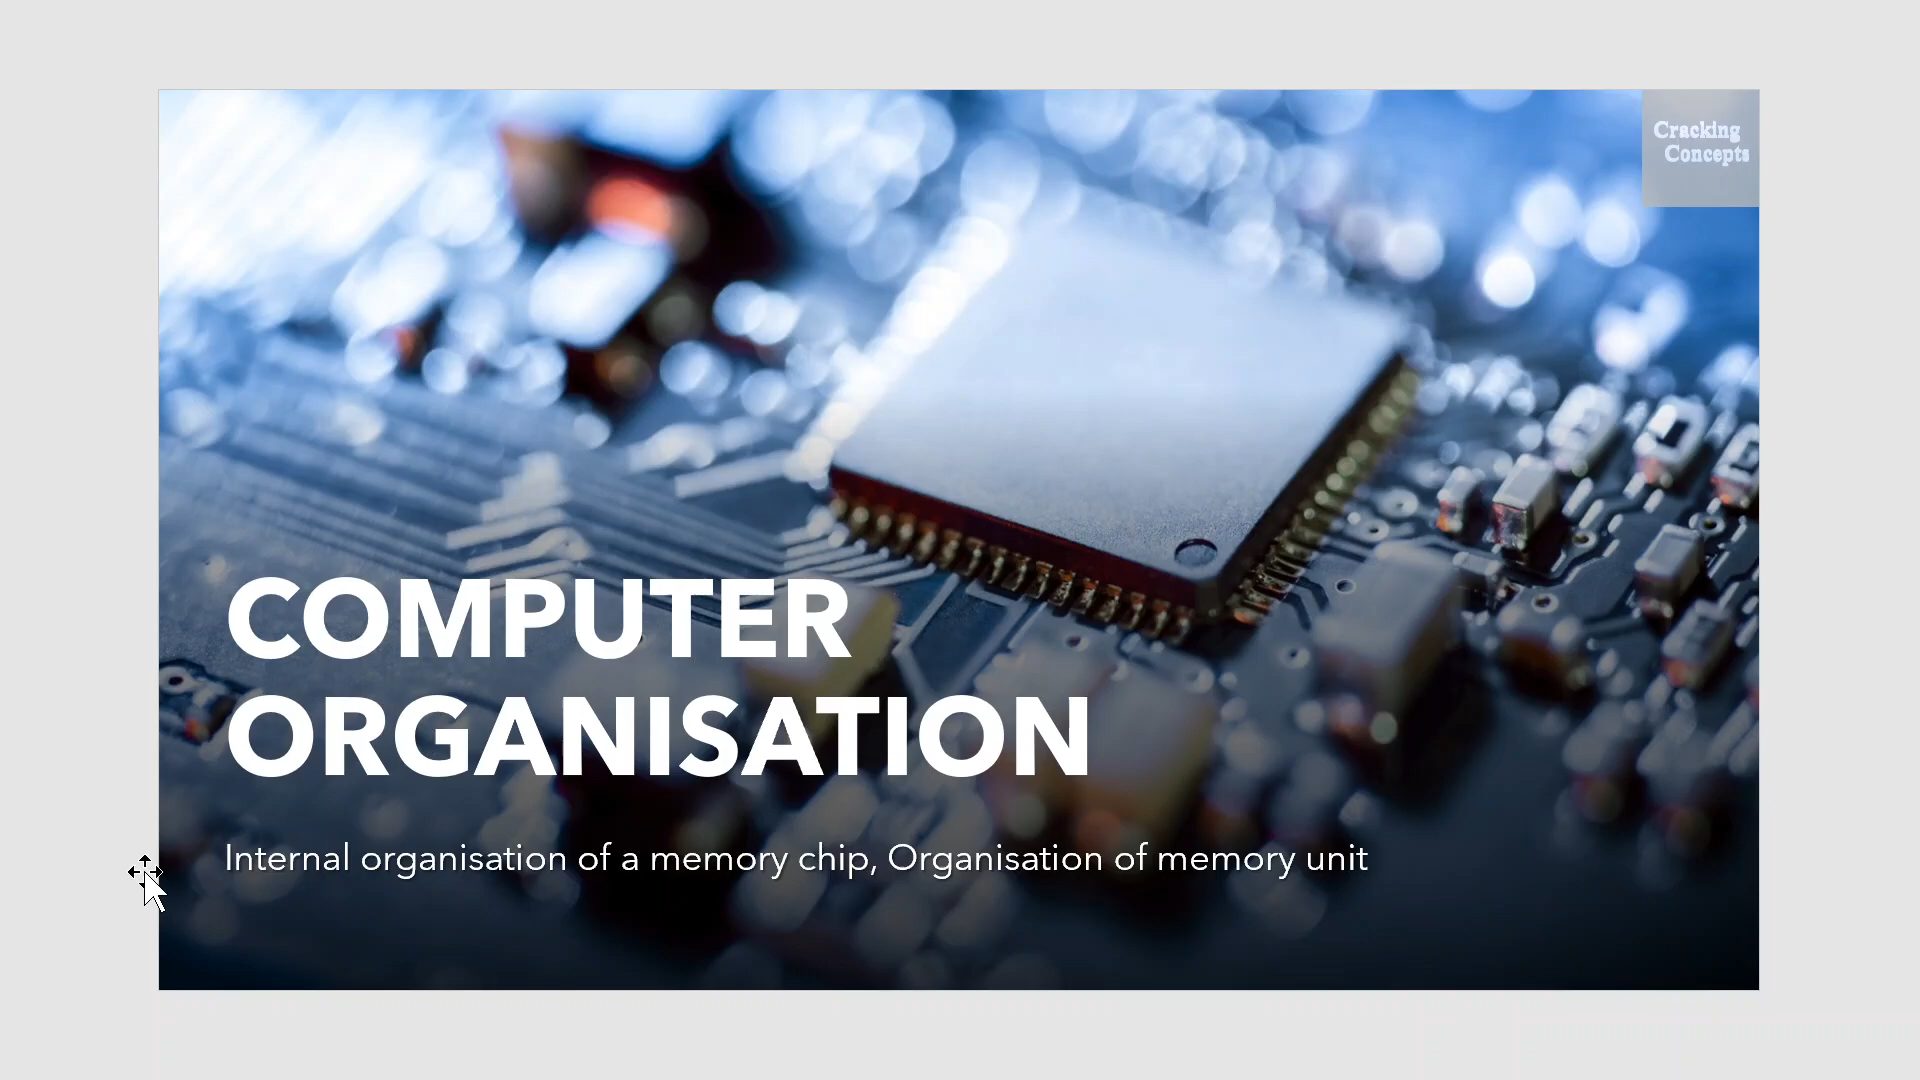 Cracking
Concepts
COMPUTER
ORGANISATION
Internal organisation of a memory chip, Organisation of memory unit